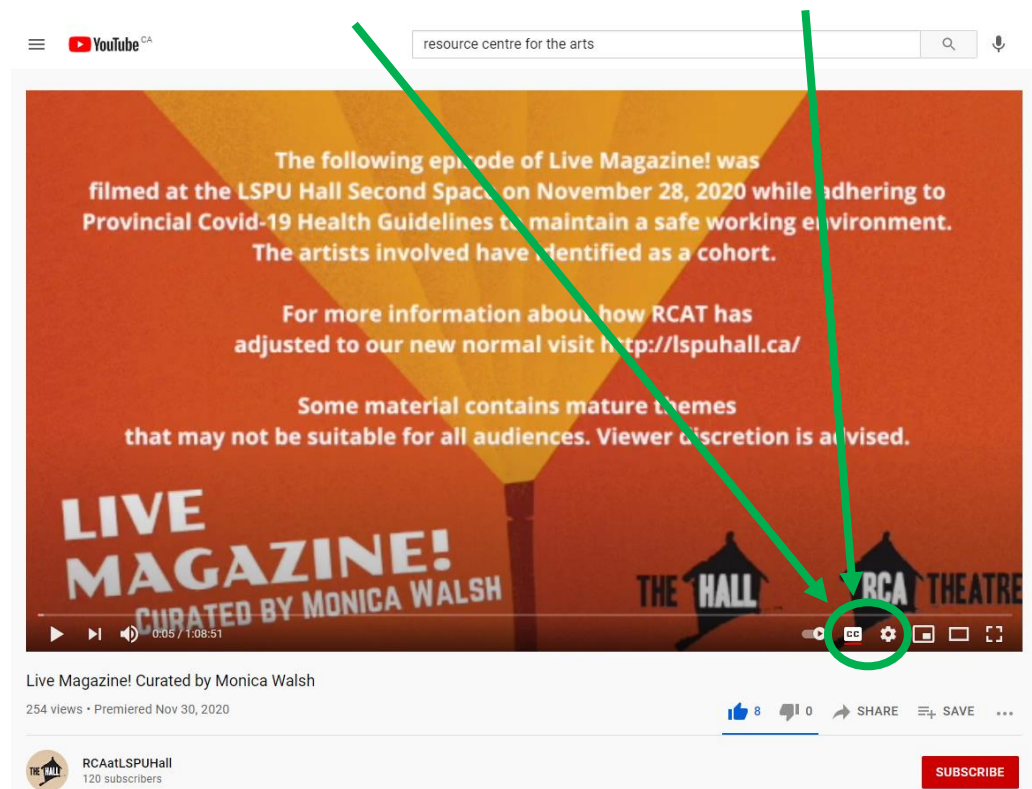 YouTube CA
resource centre for the arts
The following episode of Live Magazine! was
filmed at the LSPU Hall Second Space on November 28, 2020 while adhering to
Provincial Covid-19 Health Guidelines to maintain a safe working environment.
The artists involved have identified as a cohort.
For more information about how RCAT has
adjusted to our new normal visit http://lspuhall.ca/
Some material contains mature themes
that may not be suitable for all audiences. Viewer discretion is advised.
LIVE
MAGAZINE!
CURATED BY MONICA WALSH
THE HALL
RCA THEATRE
0:05 / 1:08:51
CC
Live Magazine! Curated by Monica Walsh
254 views • Premiered Nov 30, 2020
8 0 SHARE SAVE ...
THE HALL
RCAatLSPUHall
120 subscribers
SUBSCRIBE